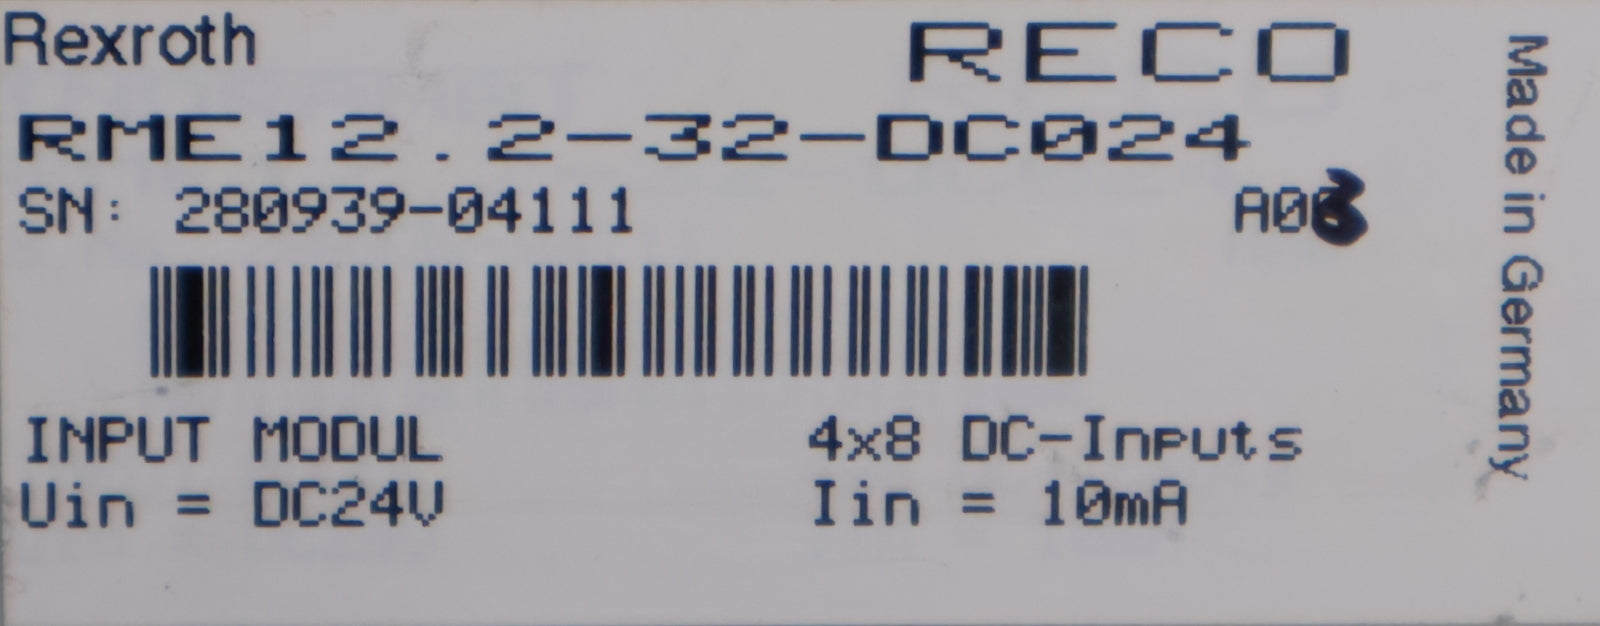 Rexroth RECO
RME12.2-32-DC024
SN: 280939-04111
INPUT MODUL 4x8 DC-Inputs
Uin = DC24V Iin = 10mA
Made in Germany